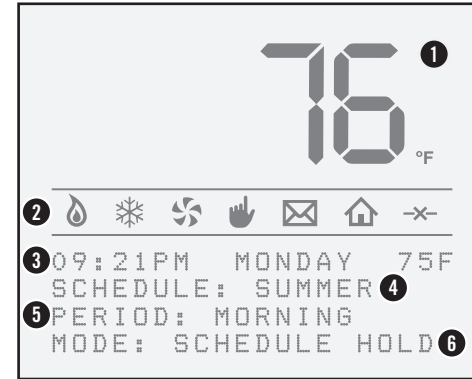 76 °F 1
2 -x-
3 09:21PM MONDAY 75F
SCHEDULE: SUMMER 4
5 PERIOD: MORNING
MODE: SCHEDULE HOLD 6